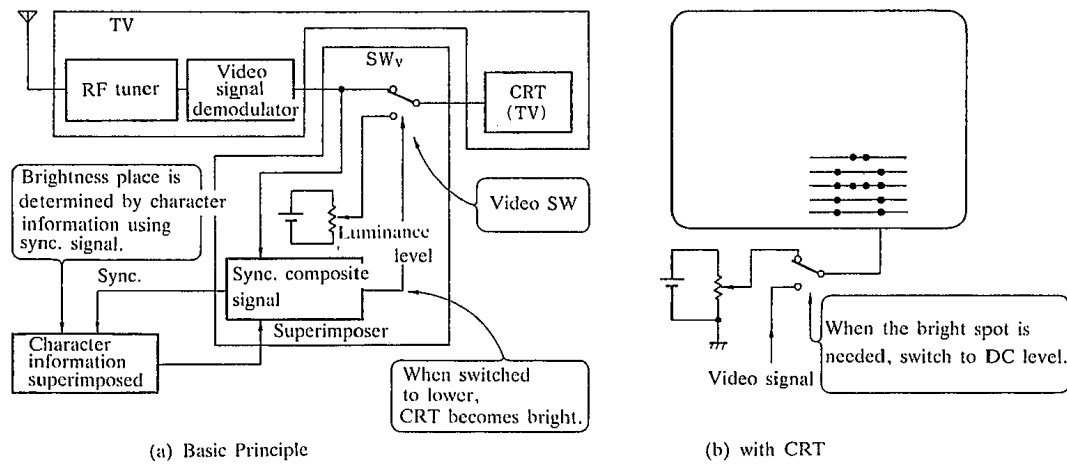 TV
RF tuner
Video
signal
demodulator
SWv
CRT
(TV)
Brightness place is
determined by character
information using
sync. signal.
Video SW
Luminance
level
Sync.
Sync. composite
signal
Superimposer
Character
information
superimposed
When switched
to lower,
CRT becomes bright.
(a) Basic Principle
When the bright spot is
needed, switch to DC level.
Video signal
(b) with CRT